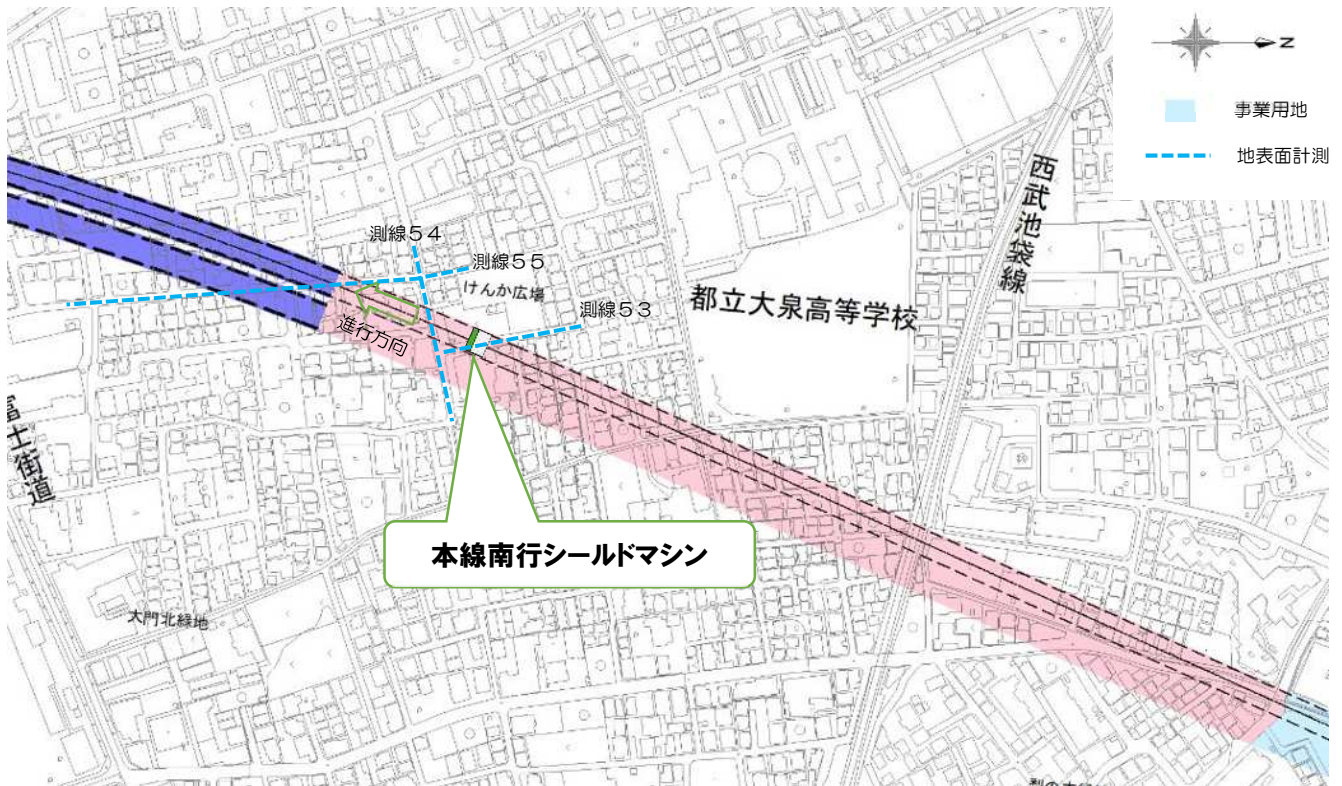 N
事業用地
地表面計測
西武池袋線
測線54
測線55
けんか広場
測線53
都立大泉高等学校
進行方向
富士街道
本線南行シールドマシン
大門北緑地